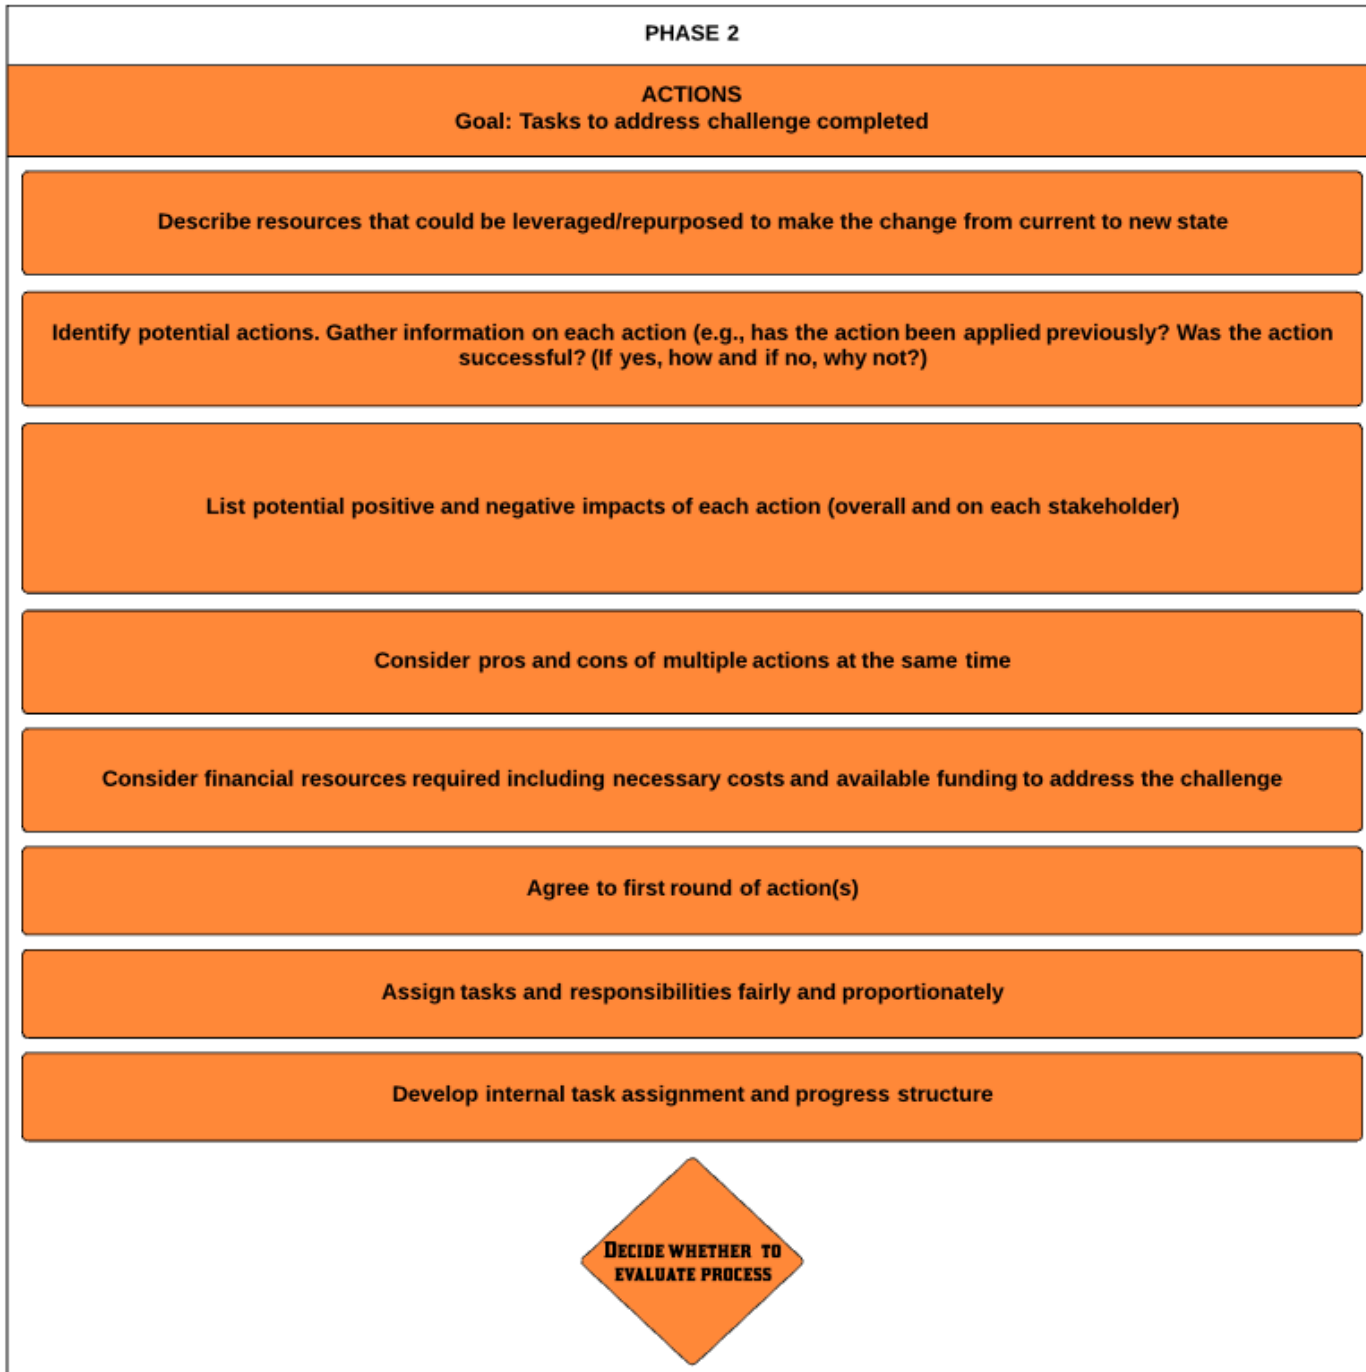 PHASE 2
ACTIONS
Goal: Tasks to address challenge completed
Describe resources that could be leveraged/repurposed to make the change from current to new state
Identify potential actions. Gather information on each action (e.g., has the action been applied previously? Was the action
successful? (If yes, how and if no, why not?)
List potential positive and negative impacts of each action (overall and on each stakeholder)
Consider pros and cons of multiple actions at the same time
Consider financial resources required including necessary costs and available funding to address the challenge
Agree to first round of action(s)
Assign tasks and responsibilities fairly and proportionately
Develop internal task assignment and progress structure
DECIDE WHETHER TO
EVALUATE PROCESS